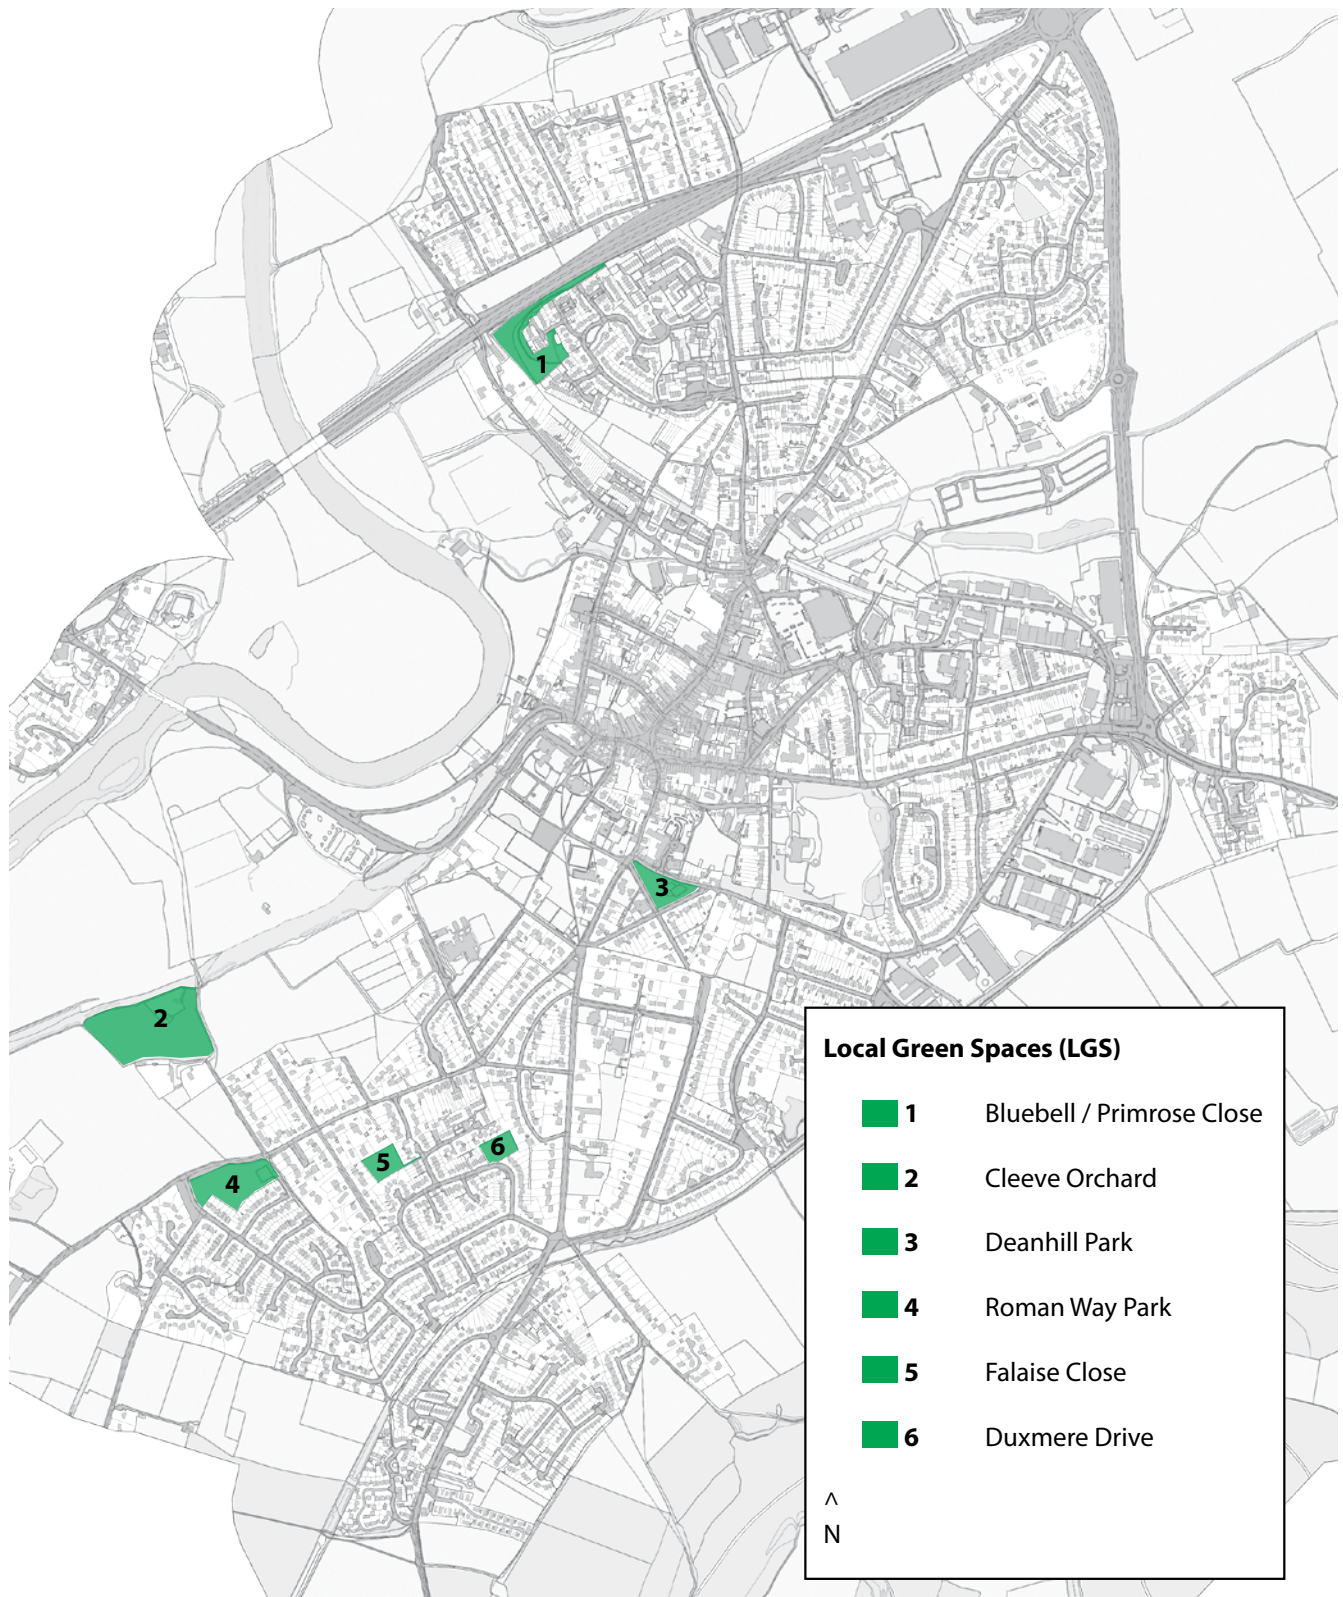 1
2
3
4
5
6
Local Green Spaces (LGS)
1 Bluebell / Primrose Close
2 Cleeve Orchard
3 Deanhill Park
4 Roman Way Park
5 Falaise Close
6 Duxmere Drive
^
N